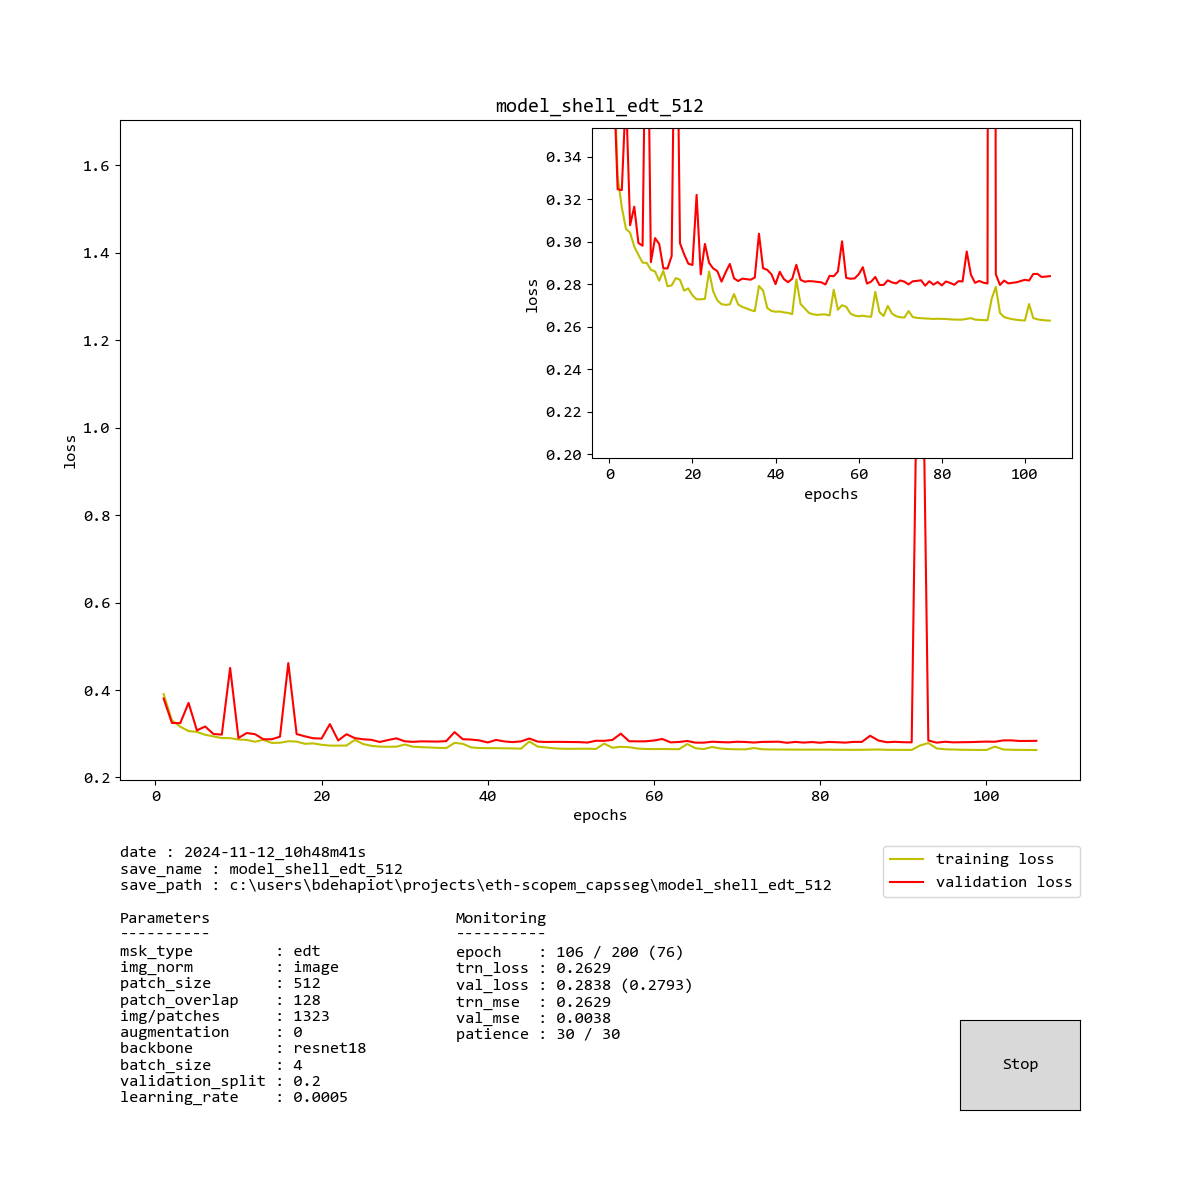 model_shell_edt_512
1.6
1.4
1.2
1.0
0.8
0.6
0.4
0.2
loss
0 20 40 60 80 100
epochs
0.34
0.32
0.30
0.28
0.26
0.24
0.22
0.20
loss
0 20 40 60 80 100
epochs
date : 2024-11-12_10h48m41s
save_name : model_shell_edt_512
save_path : c:\users\bdehapiot\projects\eth-scopem_capsseg\model_shell_edt_512
training loss
validation loss
Parameters
----------
msk_type : edt
img_norm : image
patch_size : 512
patch_overlap : 128
img/patches : 1323
augmentation : 0
backbone : resnet18
batch_size : 4
validation_split : 0.2
learning_rate : 0.0005
Monitoring
----------
epoch : 106 / 200 (76)
trn_loss : 0.2629
val_loss : 0.2838 (0.2793)
trn_mse : 0.2629
val_mse : 0.0038
patience : 30 / 30
Stop